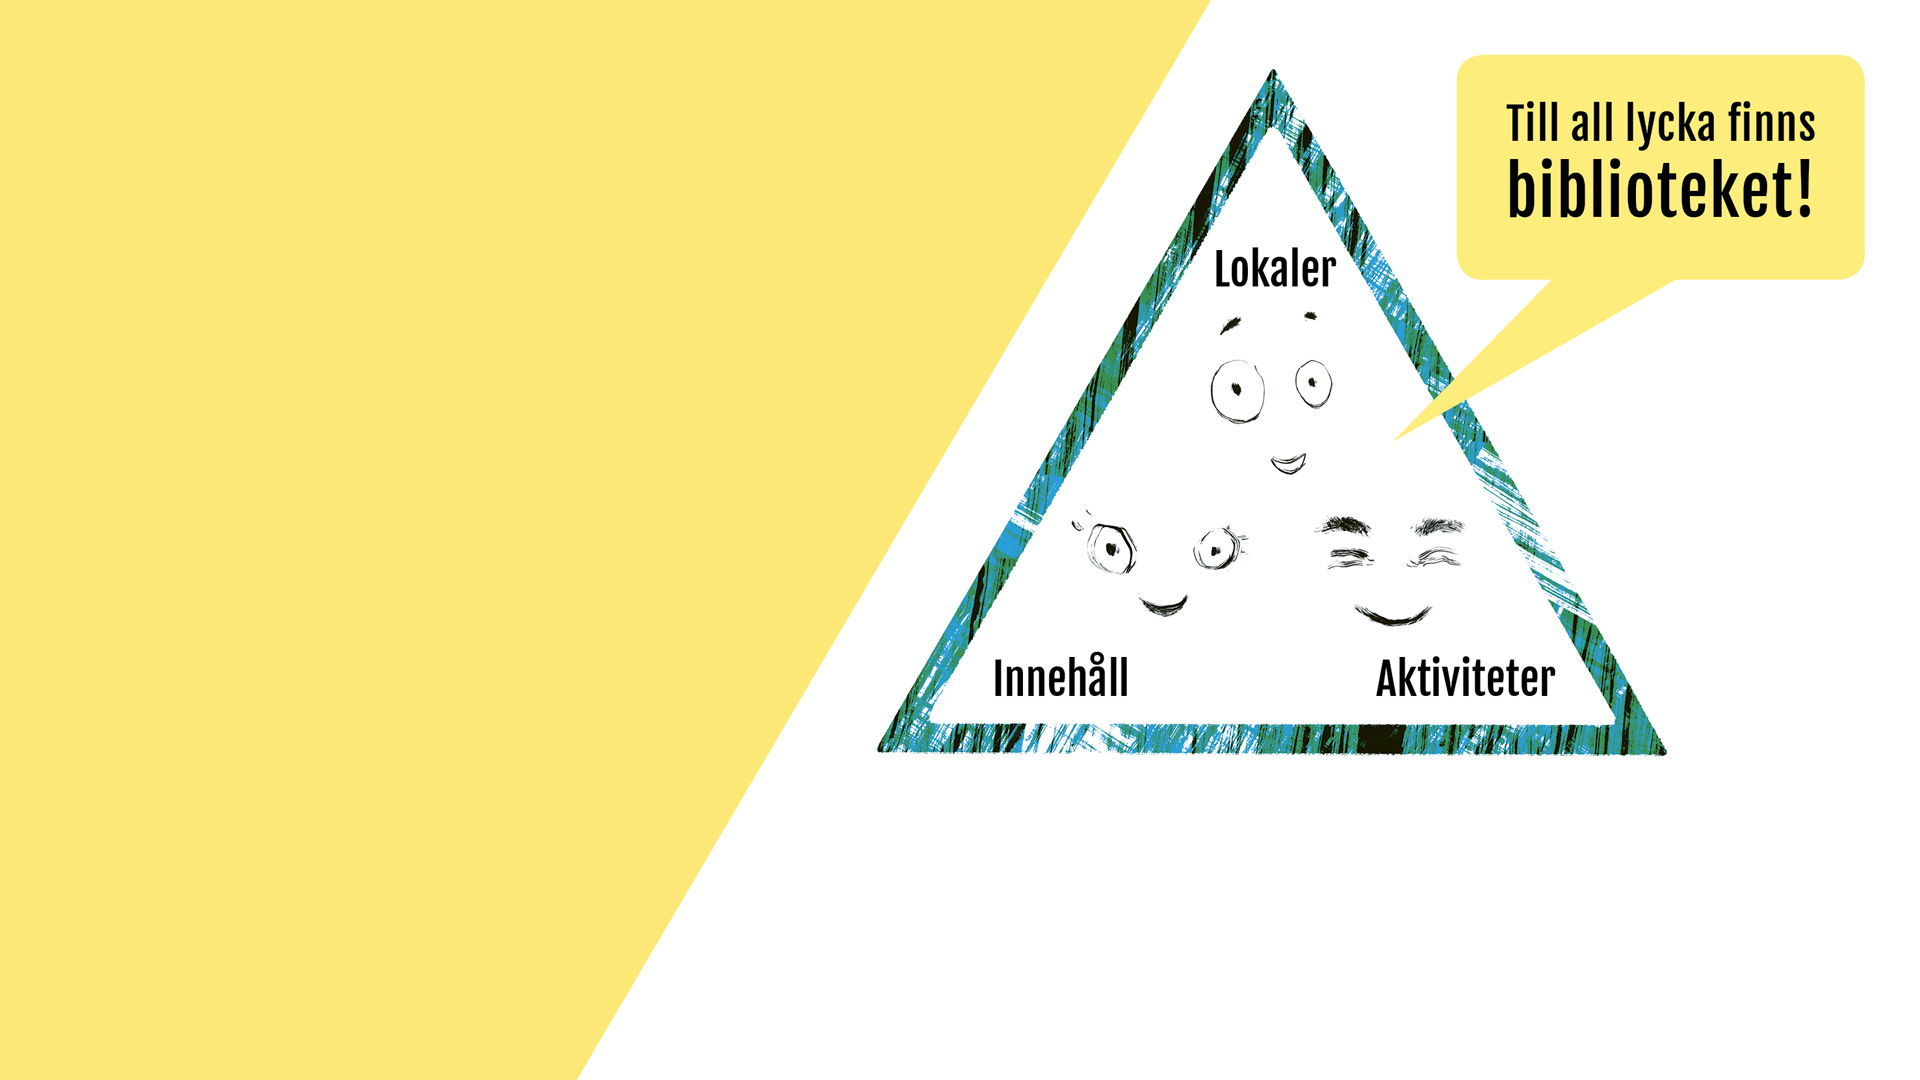 Till all lycka finns
biblioteket!
Lokaler
Innehåll
Aktiviteter